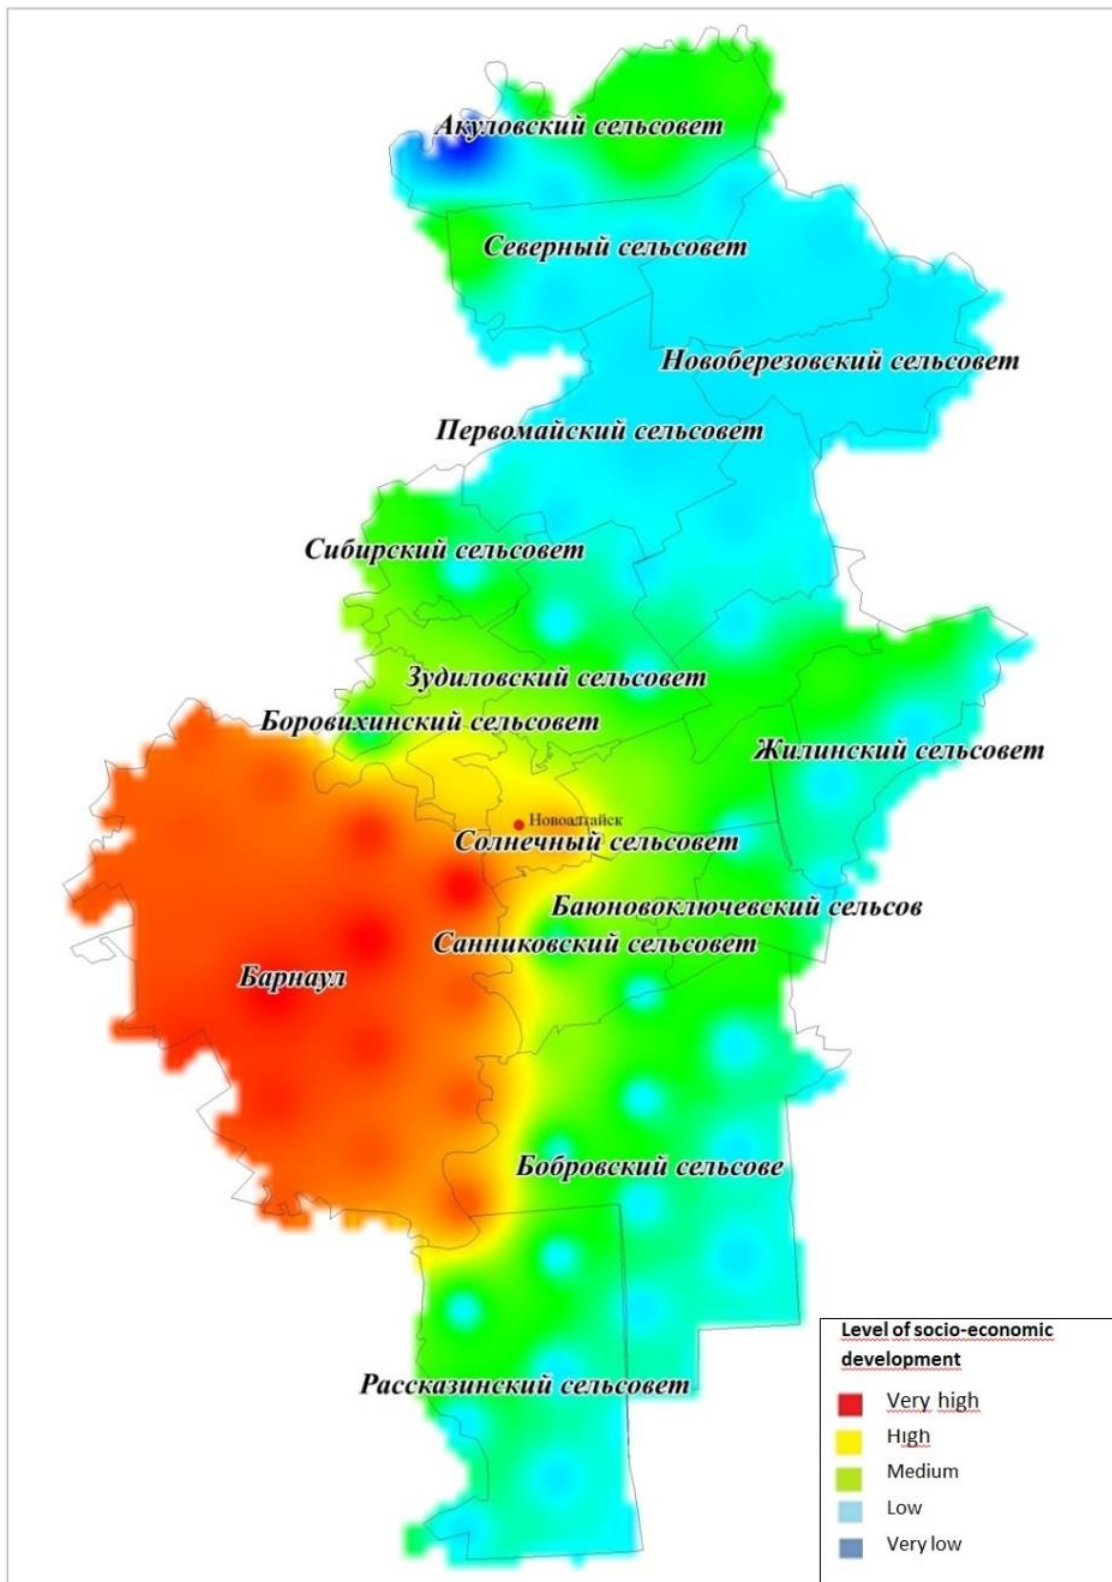 Акуловский сельсовет
Северный сельсовет
Новоберезовский сельсовет
Первомайский сельсовет
Сибирский сельсовет
Зудиловский сельсовет
Боровихинский сельсовет
Жилинский сельсовет
Новоалтайск
Солнечный сельсовет
Баюновоключевский сельсов
Санниковский сельсовет
Барнаул
Бобровский сельсове
Рассказинский сельсовет
Level of socio-economic
development
Very high
High
Medium
Low
Very low